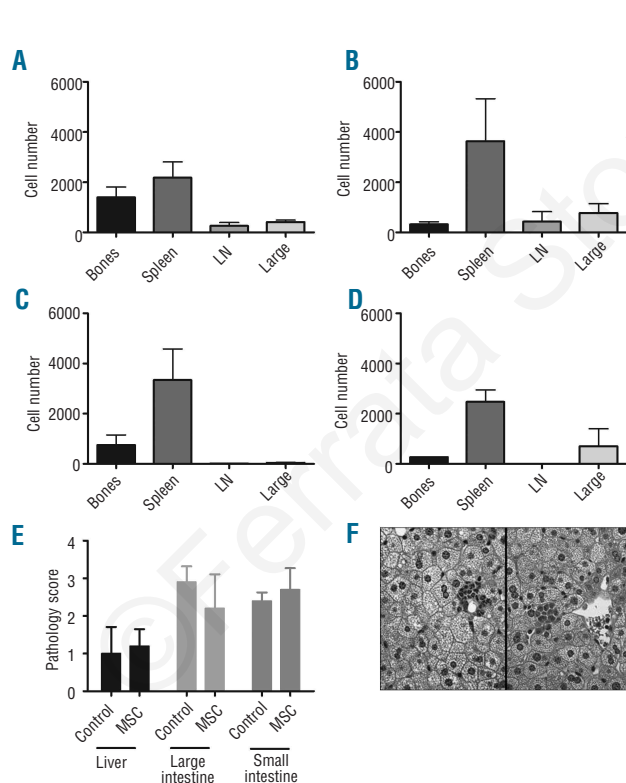 A
6000
4000
2000
0
Cell number
Bones
Spleen
LN
Large
B
6000
4000
2000
0
Cell number
Bones
Spleen
LN
Large
C
6000
4000
2000
0
Cell number
Bones
Spleen
LN
Large
D
6000
4000
2000
0
Cell number
Bones
Spleen
LN
Large
E
4
3
2
1
0
Pathology score
Control
MSC
Control
MSC
Control
MSC
Liver
Large
intestine
Small
intestine
F
©Ferrata Sto